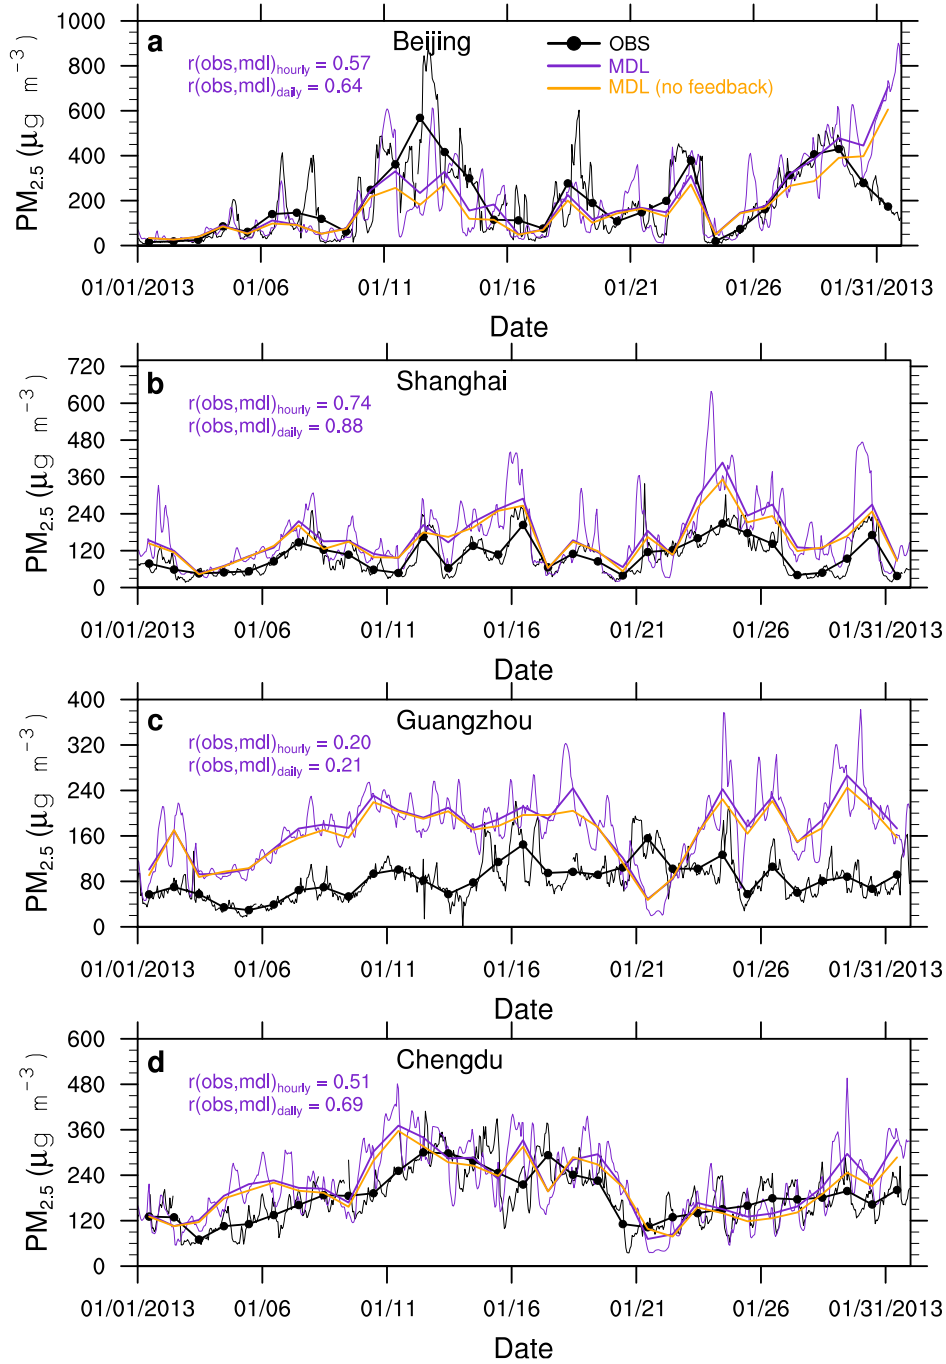 a
Beijing
r(obs,mdl)hourly = 0.57
r(obs,mdl)daily = 0.64
OBS
MDL
MDL (no feedback)
PM2.5 (μg m−3)
1000
800
600
400
200
0
01/01/2013 01/06 01/11 01/16 01/21 01/26 01/31/2013
Date
b
Shanghai
r(obs,mdl)hourly = 0.74
r(obs,mdl)daily = 0.88
PM2.5 (μg m−3)
720
600
480
360
240
120
0
01/01/2013 01/06 01/11 01/16 01/21 01/26 01/31/2013
Date
c
Guangzhou
r(obs,mdl)hourly = 0.20
r(obs,mdl)daily = 0.21
PM2.5 (μg m−3)
400
320
240
160
80
0
01/01/2013 01/06 01/11 01/16 01/21 01/26 01/31/2013
Date
d
Chengdu
r(obs,mdl)hourly = 0.51
r(obs,mdl)daily = 0.69
PM2.5 (μg m−3)
600
480
360
240
120
0
01/01/2013 01/06 01/11 01/16 01/21 01/26 01/31/2013
Date